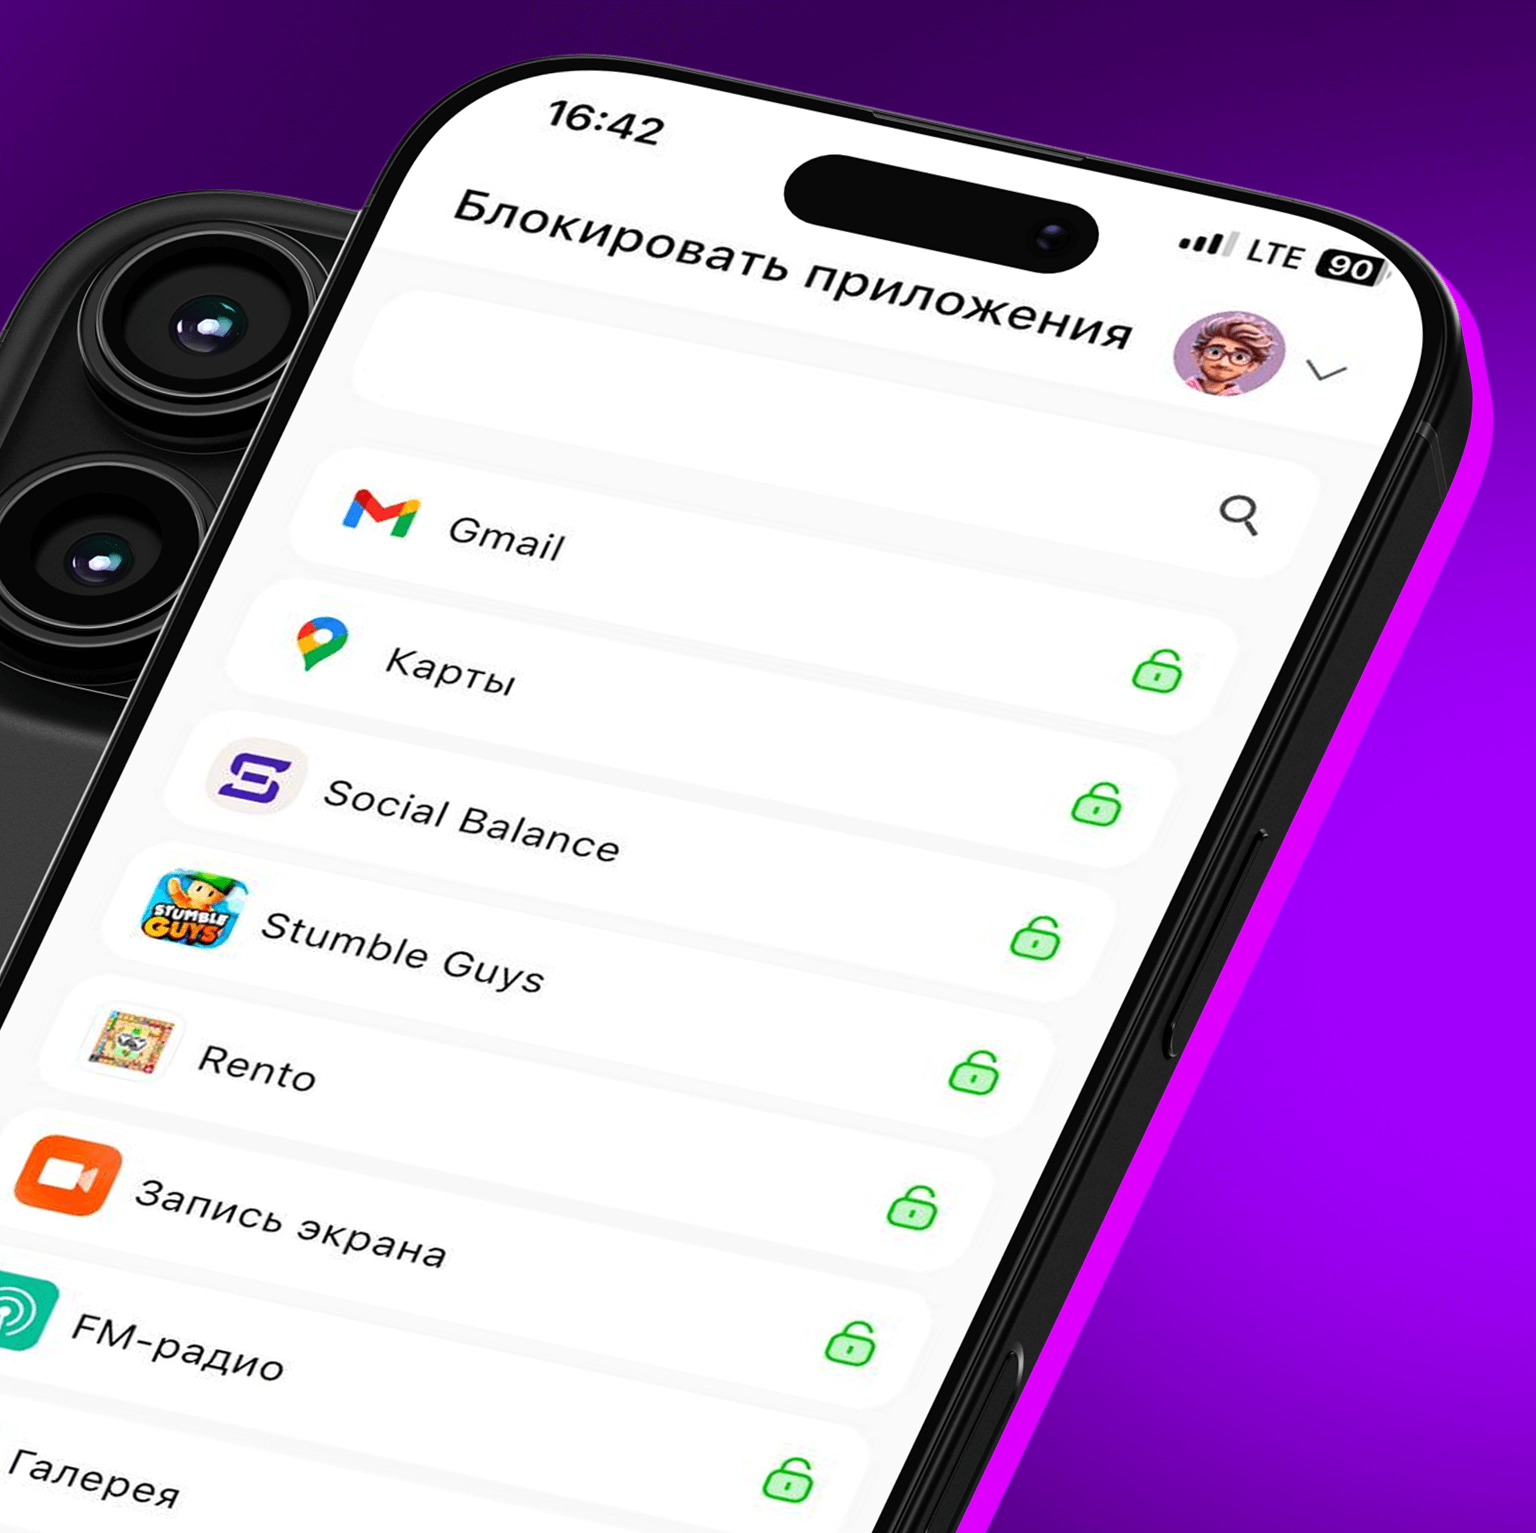 16:42
LTE 90
Блокировать приложения
Gmail
Карты
Social Balance
STUMBLE
GUYS
Stumble Guys
Rento
Запись экрана
FM-радио
Галерея